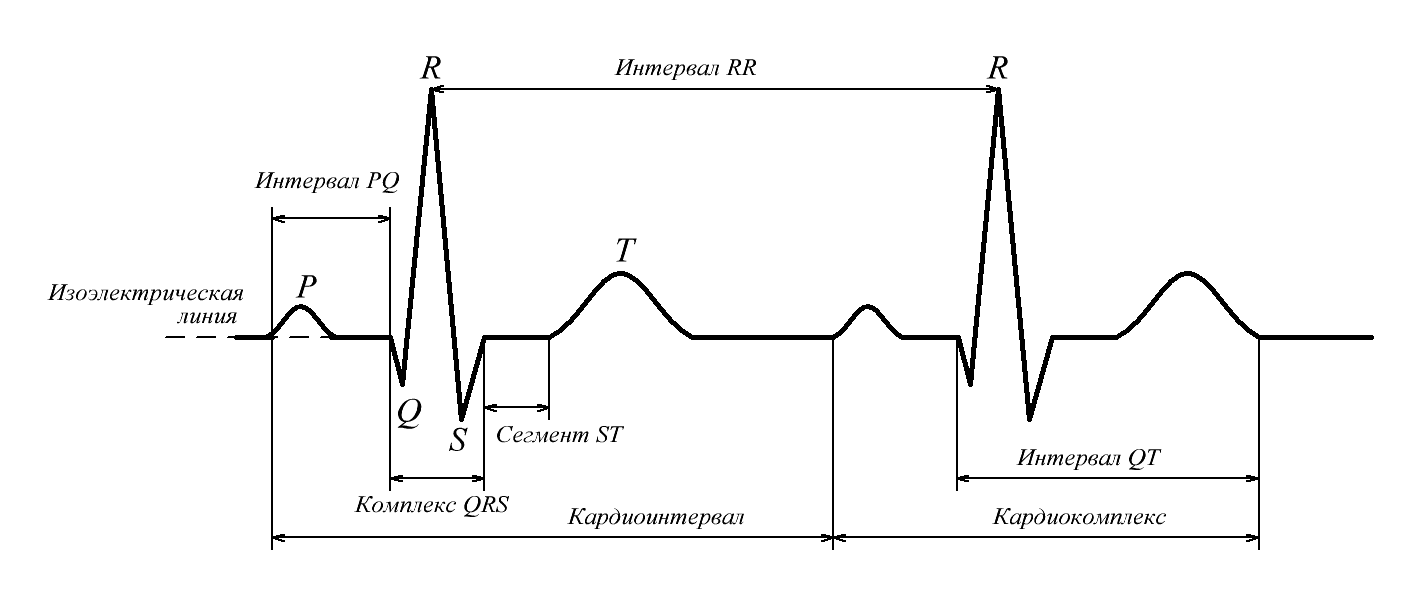 R
Интервал RR
R
Интервал PQ
T
P
Изоэлектрическая
линия
Q
S
Сегмент ST
Интервал QT
Комплекс QRS
Кардиоинтервал
Кардиокомплекс